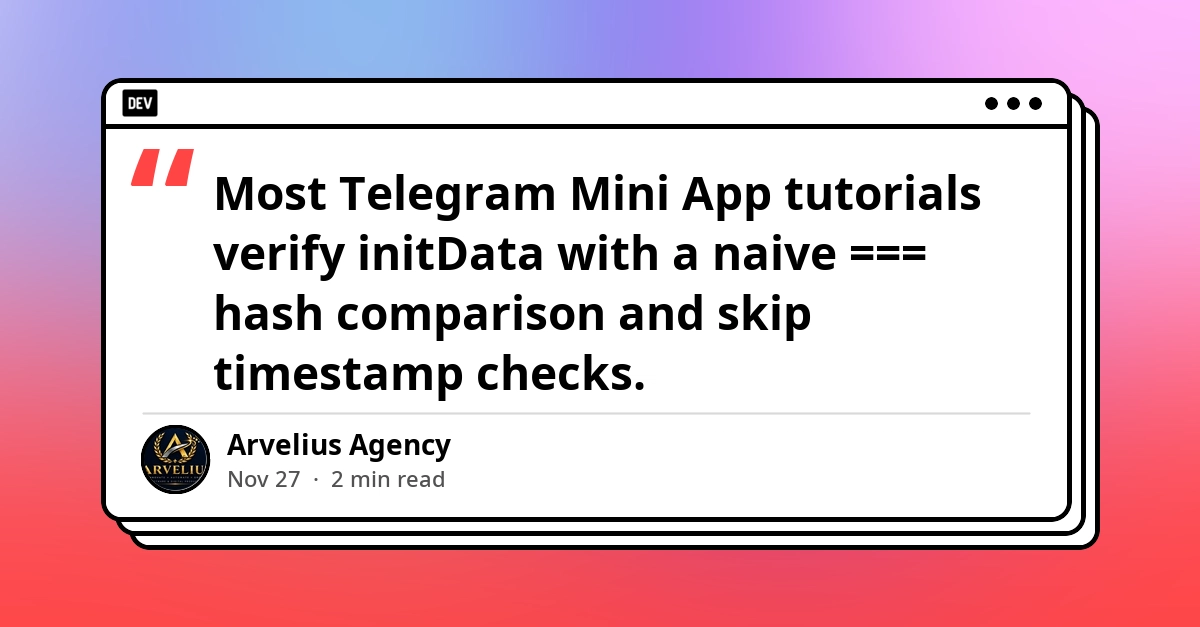 DEV
“
Most Telegram Mini App tutorials
verify initData with a naive ===
hash comparison and skip
timestamp checks.
ARVELIU
Arvelius Agency
Nov 27 · 2 min read